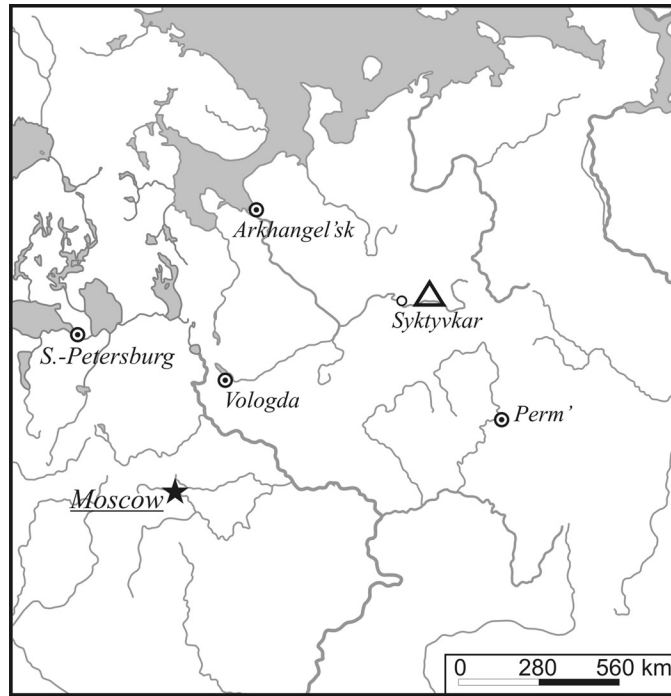 Arkhangel’sk
Syktyvkar
S.-Petersburg
Vologda
Perm’
Moscow
0 280 560 km